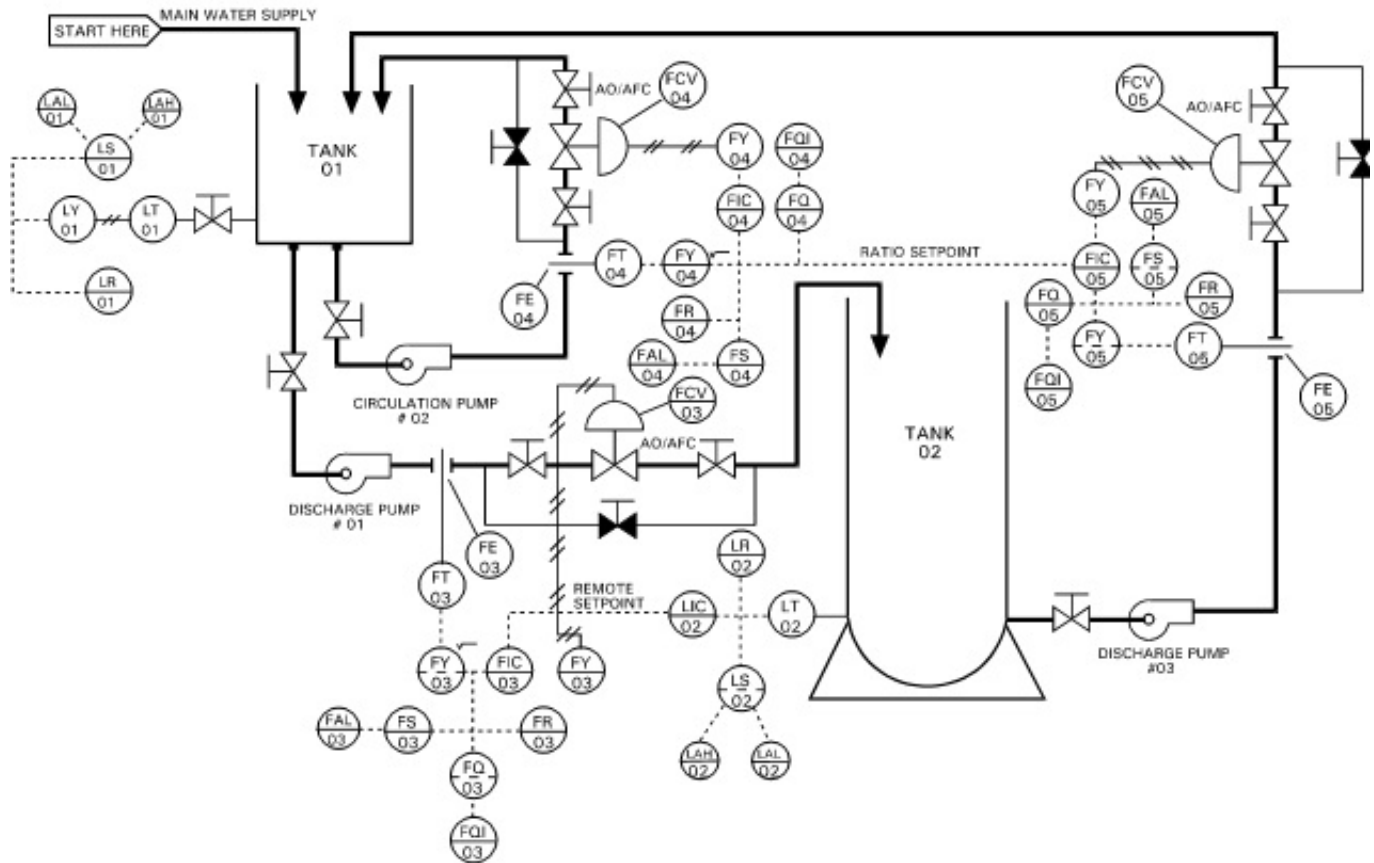 MAIN WATER SUPPLY
START HERE
LAL
01
LAH
01
LS
01
TANK
01
LY
01
LT
01
LR
01
AO/AFC
FCV
04
FY
04
FQI
04
FIC
04
FQ
04
FT
04
FY
04
RATIO SETPOINT
FE
04
FR
04
FAL
04
FS
04
FCV
05
AO/AFC
FY
05
FAL
05
FIC
05
FS
05
FQ
05
FR
05
FY
05
FT
05
FQI
05
FE
05
CIRCULATION PUMP
# 02
FCV
03
AO/AFC
TANK
02
DISCHARGE PUMP
# 01
FE
03
FT
03
REMOTE
SETPOINT
LR
02
LIC
02
LT
02
DISCHARGE PUMP
#03
FY
03
FIC
03
FY
03
LS
02
FAL
03
FS
03
FR
03
LAH
02
LAL
02
FQ
03
FQI
03